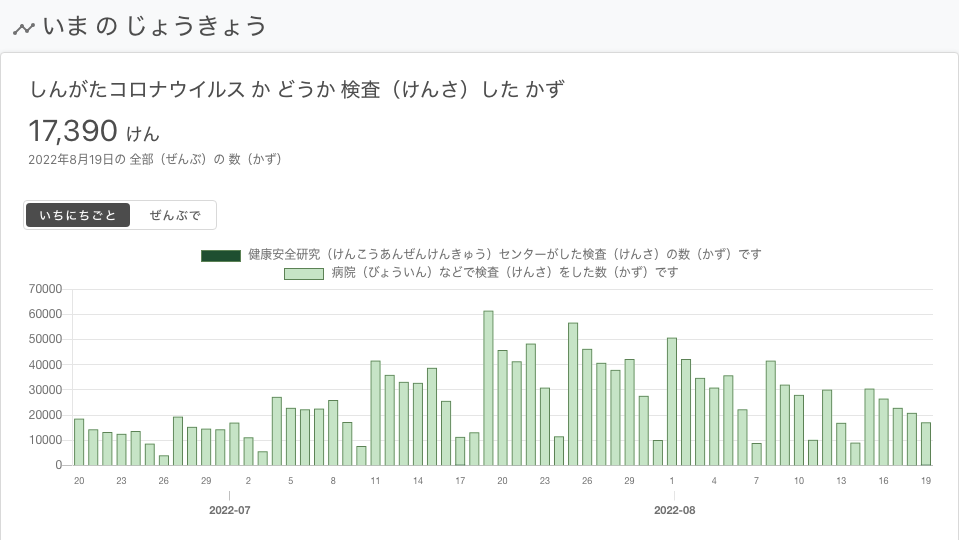 いま の じょうきょう
しんがたコロナウイルス か どうか 検査（けんさ）した かず
17,390 けん
2022年8月19日の 全部（ぜんぶ）の 数（かず）
いちにちごと ぜんぶで
健康安全研究（けんこうあんぜんけんきゅう）センターがした検査（けんさ）の数（かず）です
病院（びょういん）などで検査（けんさ）をした数（かず）です
70000
60000
50000
40000
30000
20000
10000
0
20 23 26 29 2 5 8 11 14 17 20 23 26 29 1 4 7 10 13 16 19
2022-07 2022-08